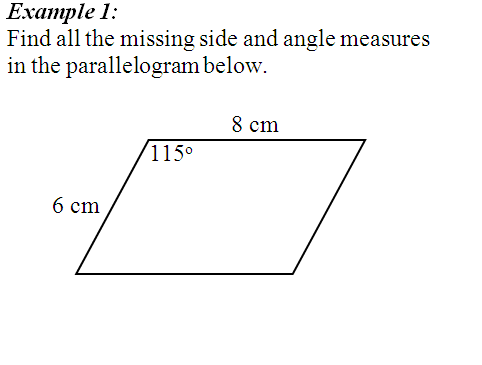 Example 1:
Find all the missing side and angle measures
in the parallelogram below.
8 cm
115°
6 cm